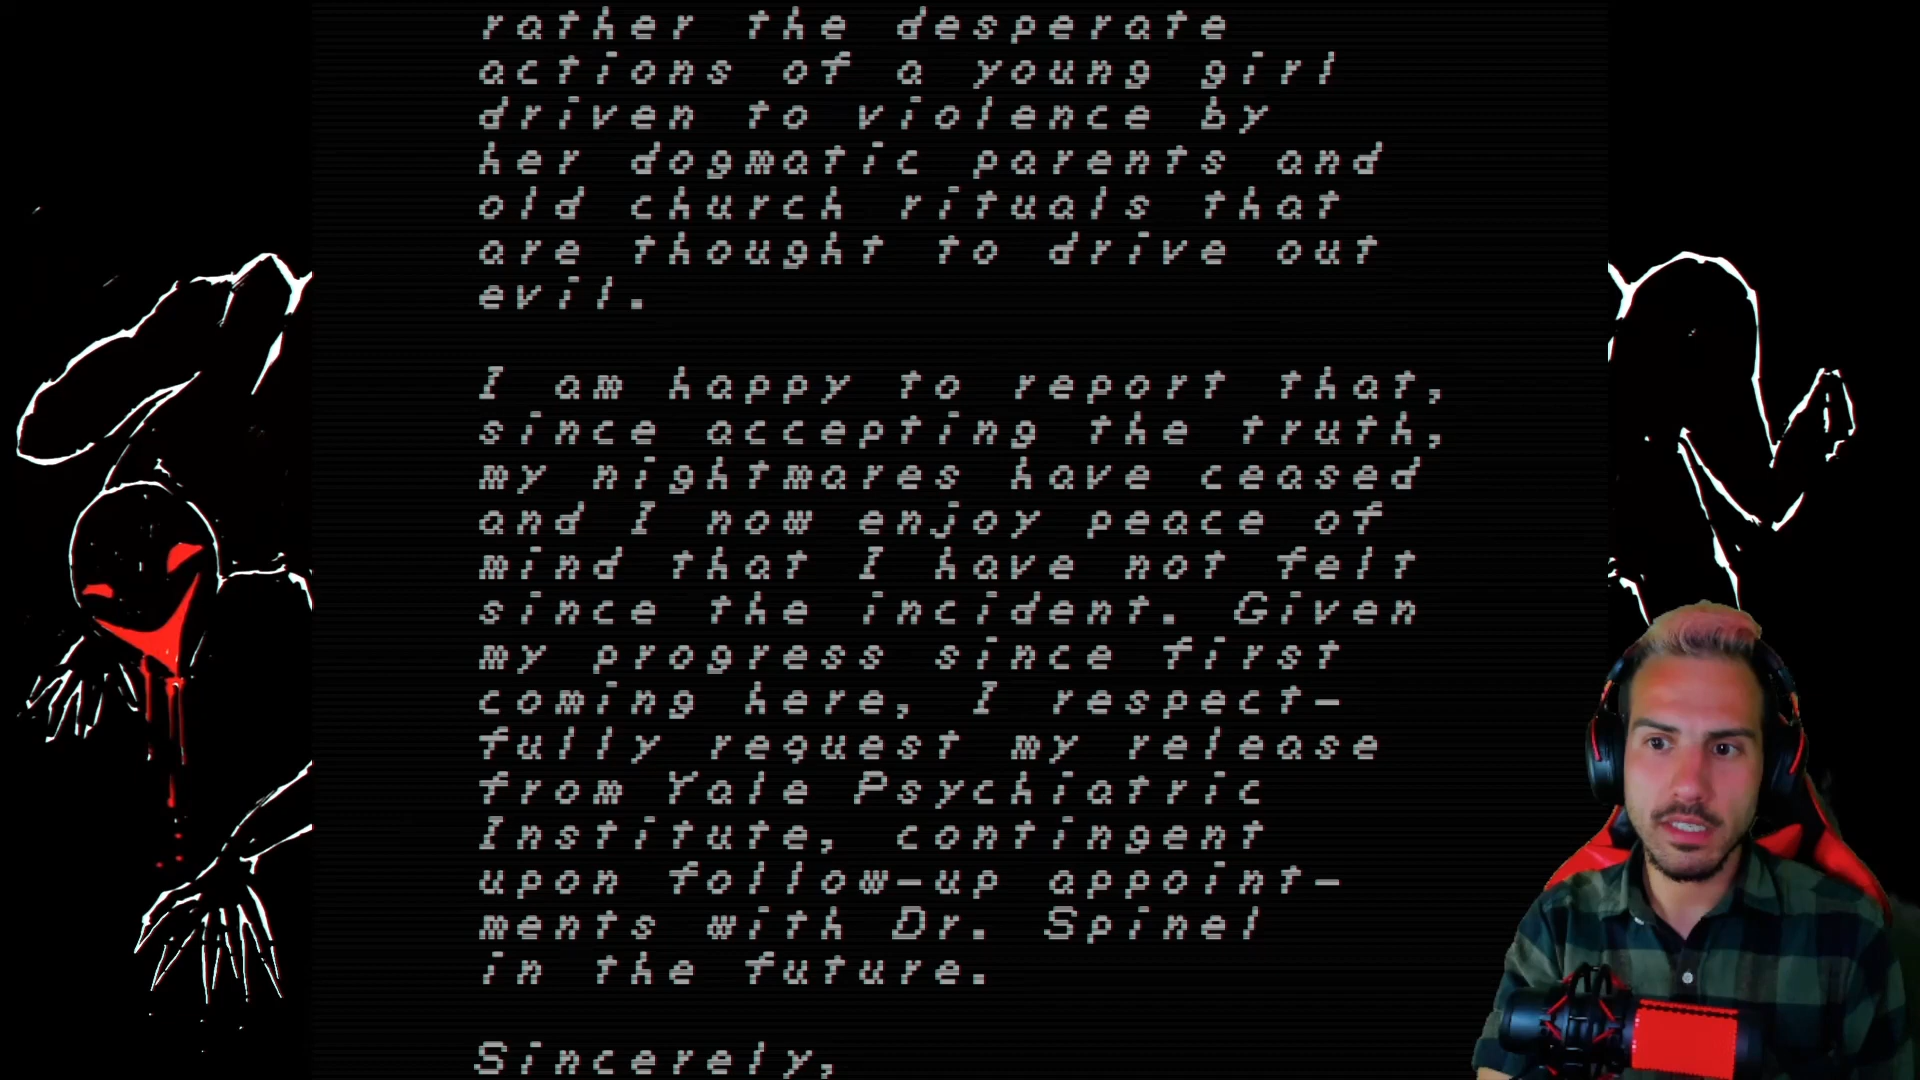 rather the desperate
actions of a young girl
driven to violence by
her dogmatic parents and
old church rituals that
are thought to drive out
evil.
I am happy to report that,
since accepting the truth,
my nightmares have ceased
and I now enjoy peace of
mind that I have not felt
since the incident. Given
my progress since first
coming here, I respect-
fully request my release
from Yale Psychiatric
Institute, contingent
upon follow-up appoint-
ments with Dr. Spinel
in the future.
Sincerely,